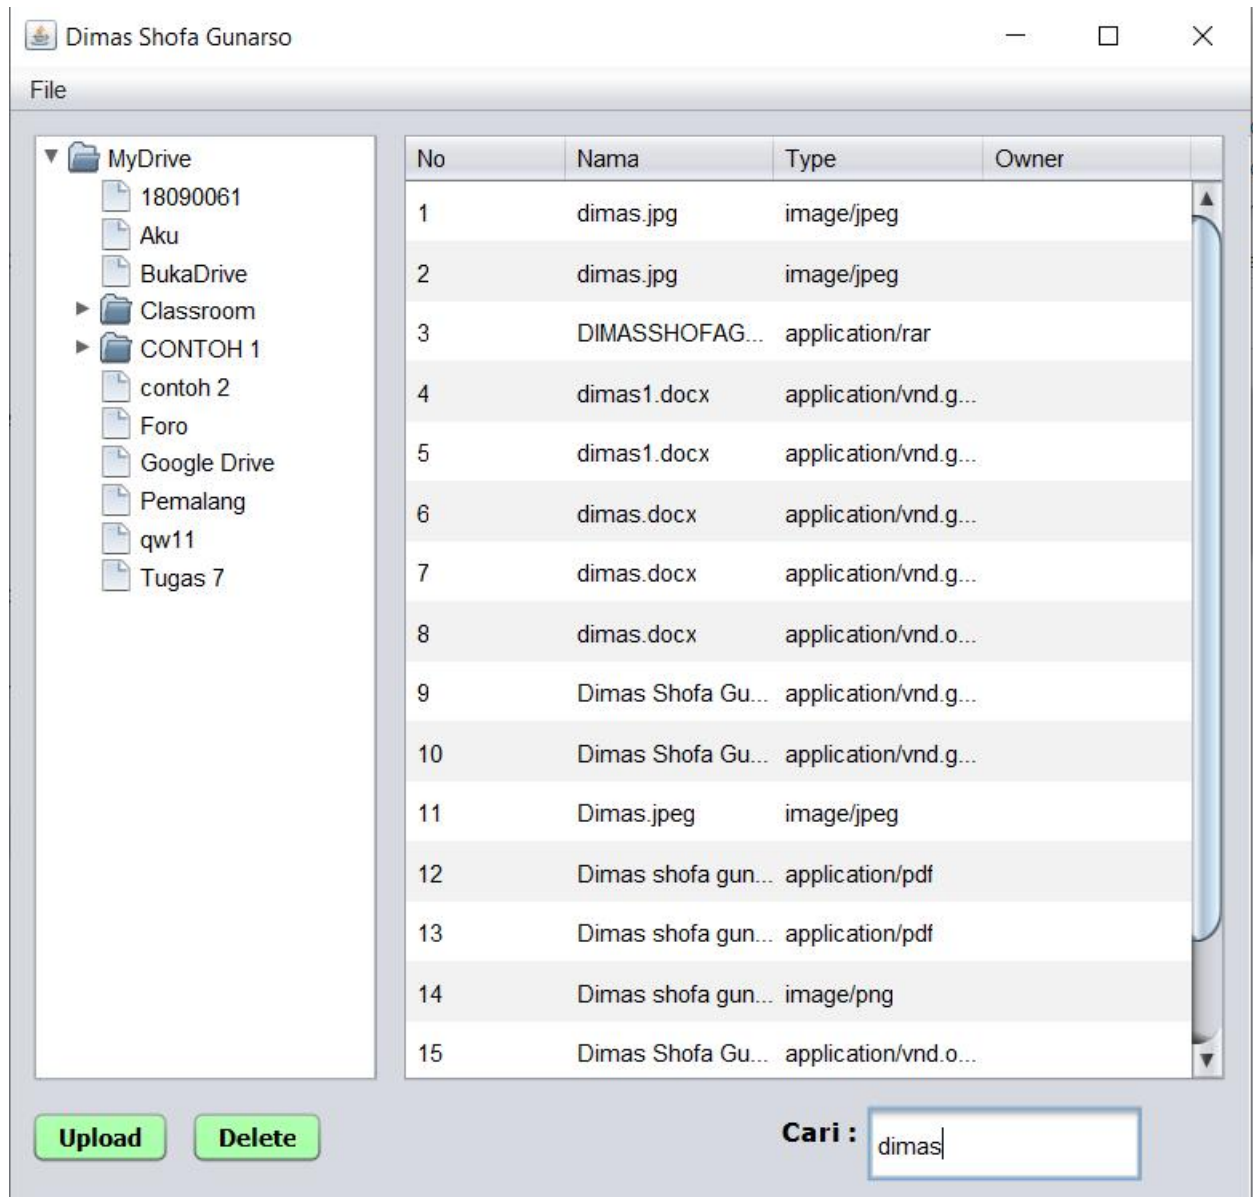 Dimas Shofa Gunarso
File
MyDrive
18090061
Aku
BukaDrive
Classroom
CONTOH 1
contoh 2
Foro
Google Drive
Pemalang
qw11
Tugas 7
No Nama Type Owner
1 dimas.jpg image/jpeg
2 dimas.jpg image/jpeg
3 DIMASSHOFAG... application/rar
4 dimas1.docx application/vnd.g...
5 dimas1.docx application/vnd.g...
6 dimas.docx application/vnd.g...
7 dimas.docx application/vnd.g...
8 dimas.docx application/vnd.o...
9 Dimas Shofa Gu... application/vnd.g...
10 Dimas Shofa Gu... application/vnd.g...
11 Dimas.jpeg image/jpeg
12 Dimas shofa gun... application/pdf
13 Dimas shofa gun... application/pdf
14 Dimas shofa gun... image/png
15 Dimas Shofa Gu... application/vnd.o...
Upload Delete Cari : dimas